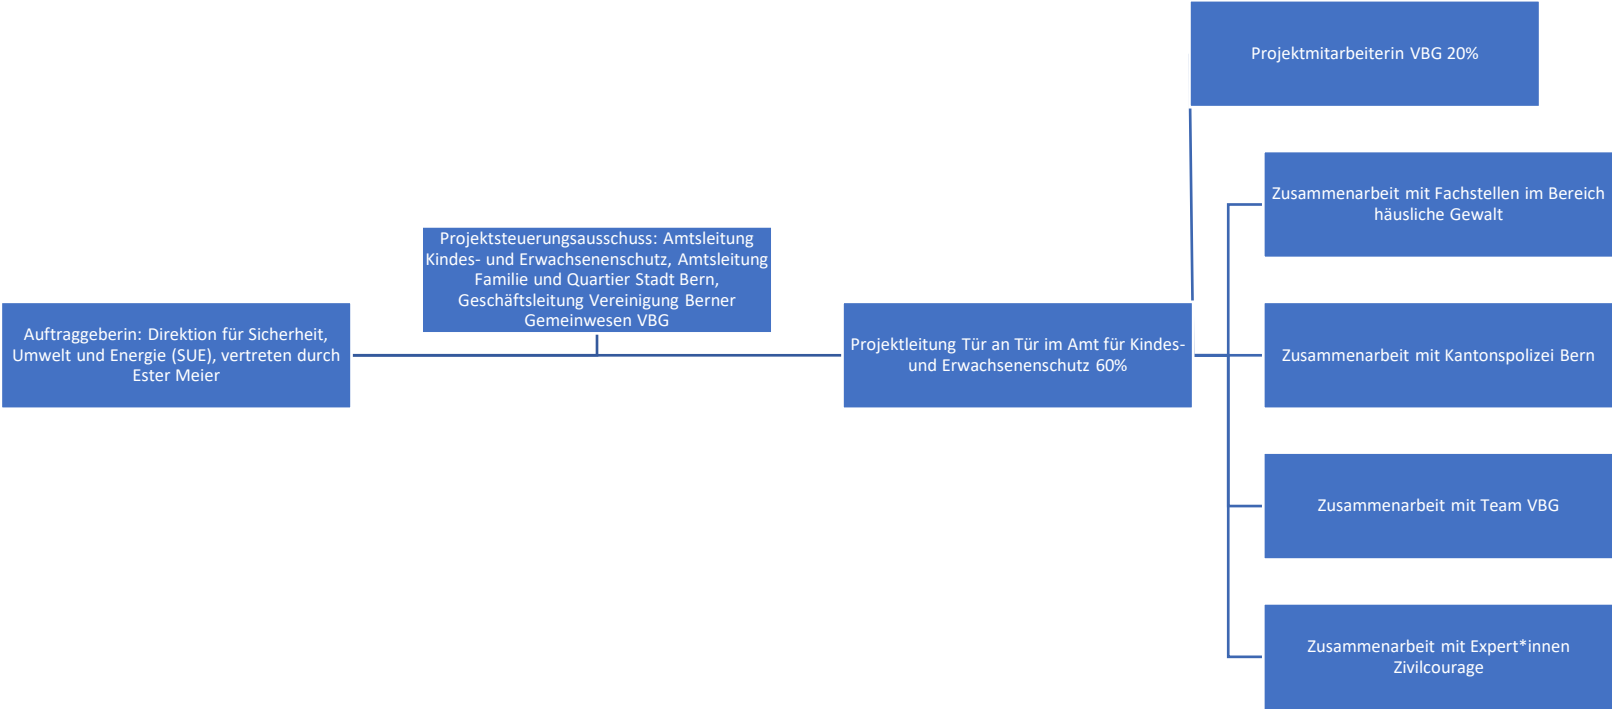 Projektmitarbeiterin VBG 20%
Zusammenarbeit mit Fachstellen im Bereich
häusliche Gewalt
Projektsteuerungsausschuss: Amtsleitung
Kindes- und Erwachsenenschutz, Amtsleitung
Familie und Quartier Stadt Bern,
Geschäftsleitung Vereinigung Berner
Gemeinwesen VBG
Auftraggeberin: Direktion für Sicherheit,
Umwelt und Energie (SUE), vertreten durch
Ester Meier
Projektleitung Tür an Tür im Amt für Kindes-
und Erwachsenenschutz 60%
Zusammenarbeit mit Kantonspolizei Bern
Zusammenarbeit mit Team VBG
Zusammenarbeit mit Expert*innen
Zivilcourage